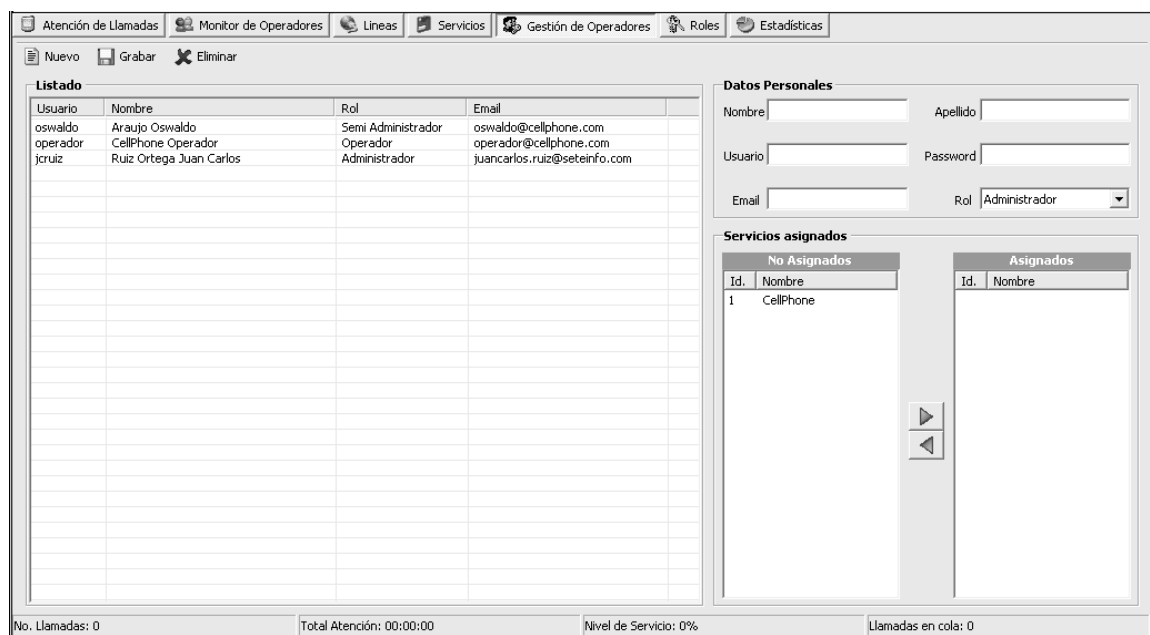 Atención de Llamadas Monitor de Operadores Lineas Servicios Gestión de Operadores Roles Estadísticas
Nuevo Grabar Eliminar
Listado
Usuario Nombre Rol Email
oswaldo Araujo Oswaldo Semi Administrador oswaldo@cellphone.com
operador CellPhone Operador Operador operador@cellphone.com
jcruiz Ruiz Ortega Juan Carlos Administrador juancarlos.ruiz@seteinfo.com
Datos Personales
Nombre Apellido
Usuario Password
Email Rol Administrador
Servicios asignados
No Asignados Asignados
Id. Nombre Id. Nombre
1 CellPhone
No. Llamadas: 0 Total Atención: 00:00:00 Nivel de Servicio: 0% Llamadas en cola: 0